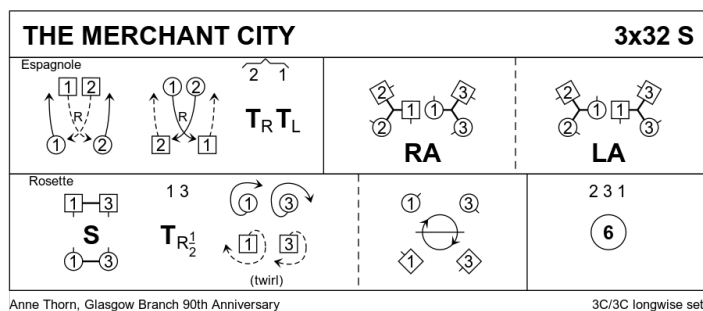 THE MERCHANT CITY 3x32 S
Espagnole
1 2 1 2 2 1
R R T R T L
1 2 2 1
2 1 1 3 2 1 1 3
2 3 2 3
RA LA
Rosette
1 3 1 3 1 3 1 3 2 3 1
S T R 1/2 6
1 3 1 3 1 3
(twirl)
Anne Thorn, Glasgow Branch 90th Anniversary 3C/3C longwise set